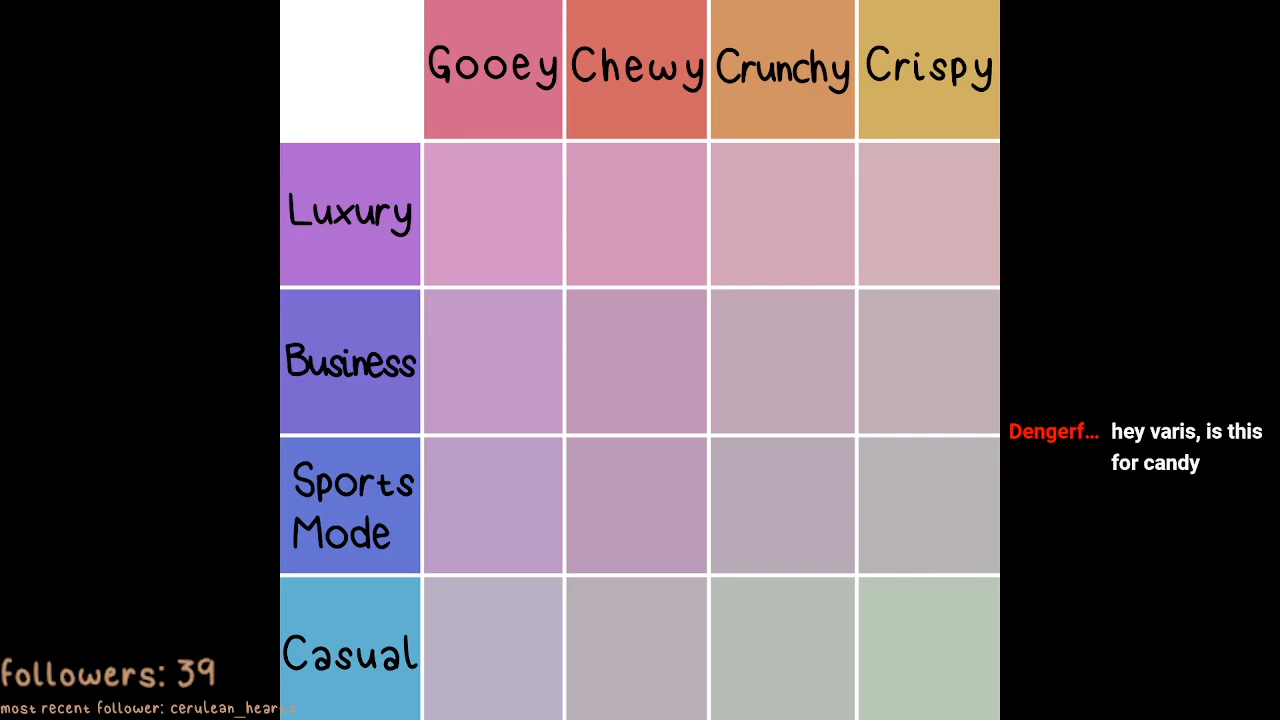 Gooey Chewy Crunchy Crispy
Luxury
Business
Sports
Mode
Casual
Dengerf… hey varis, is this
for candy
followers: 39
most recent follower: cerulean_hearts